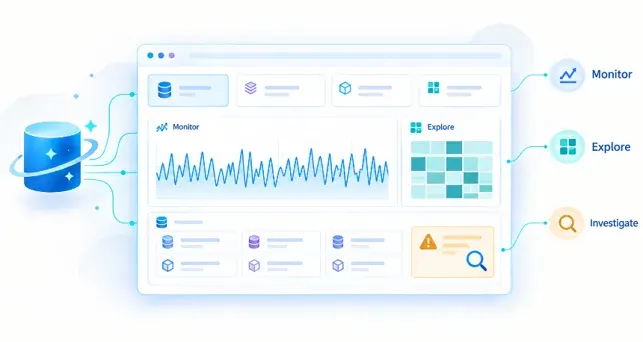 Monitor
Explore
Monitor
Explore
Investigate